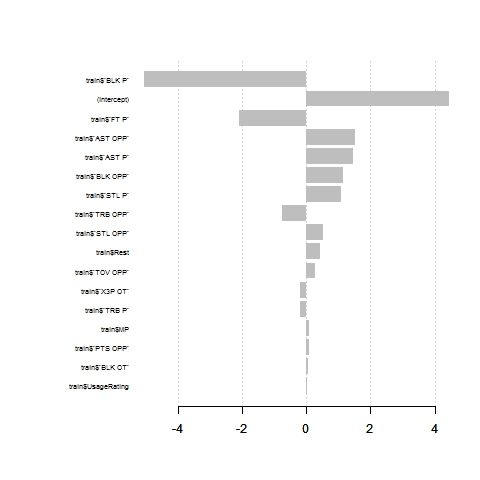 train$`BLK P`
(Intercept)
train$`FT P`
train$`AST OPP`
train$`AST P`
train$`BLK OPP`
train$`STL P`
train$`TRB OPP`
train$`STL OPP`
train$Rest
train$`TOV OPP`
train$`X3P OT`
train$`TRB P`
train$MP
train$`PTS OPP`
train$`BLK OT`
train$UsageRating
-4 -2 0 2 4